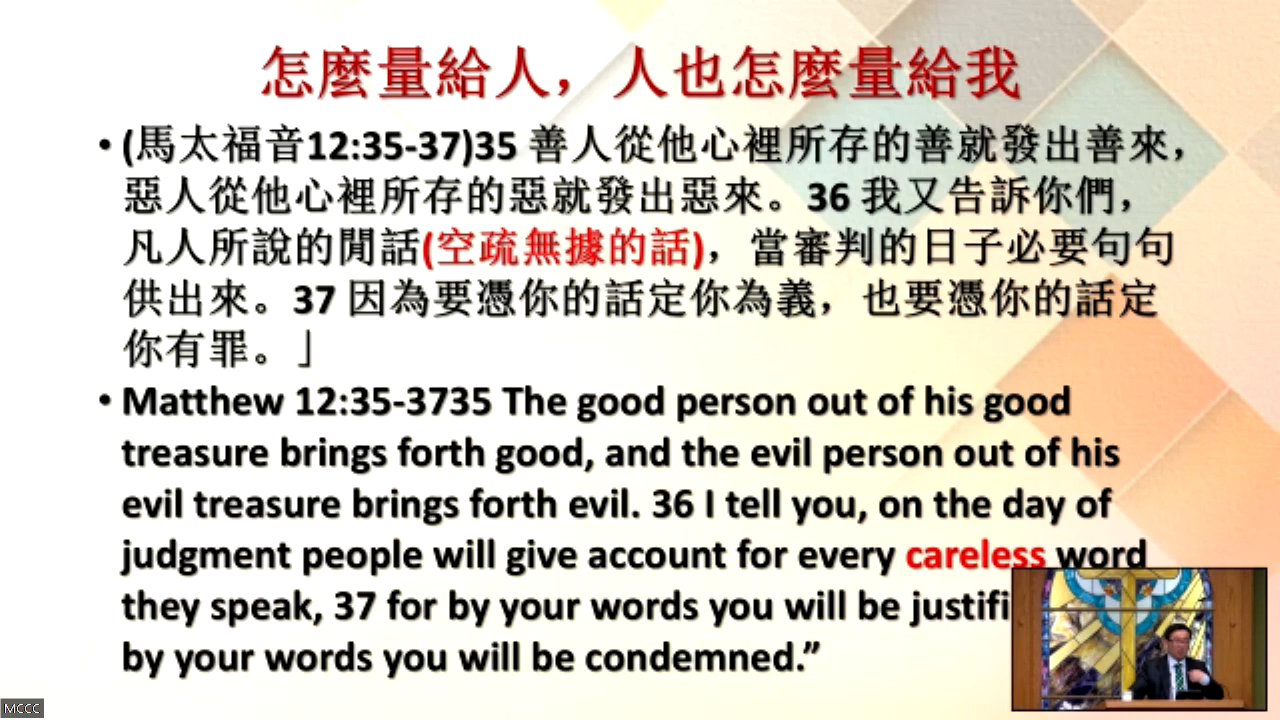 怎麼量給人，人也怎麼量給我
• (馬太福音12:35-37)35 善人從他心裡所存的善就發出善來，
惡人從他心裡所存的惡就發出惡來。36 我又告訴你們，
凡人所說的閒話(空疏無據的話)，當審判的日子必要句句
供出來。37 因為要憑你的話定你為義，也要憑你的話定
你有罪。」
• Matthew 12:35-3735 The good person out of his good
treasure brings forth good, and the evil person out of his
evil treasure brings forth evil. 36 I tell you, on the day of
judgment people will give account for every careless word
they speak, 37 for by your words you will be justifi
by your words you will be condemned.”
MCCC